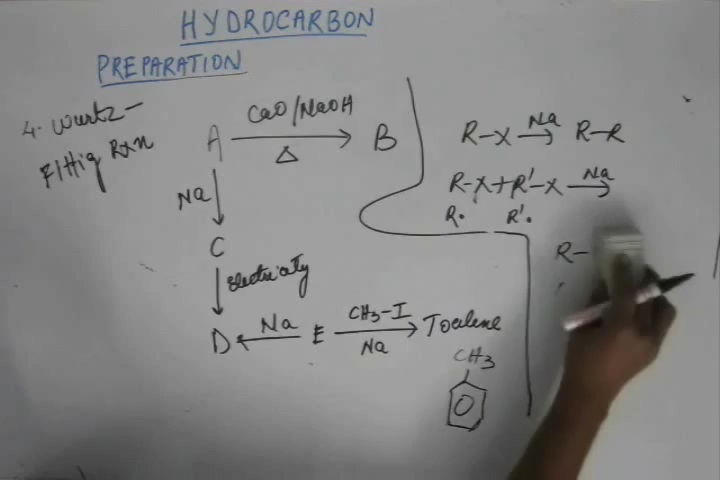 HYDROCARBON
PREPARATION
4. Wurtz-
Fittig Rxn
A CaO/NaOH Δ B
Na
C
electricity
D Na E CH3-I Na Toulene
CH3
R-X Na R-R
R-X+R'-X Na
R. R'.
R-